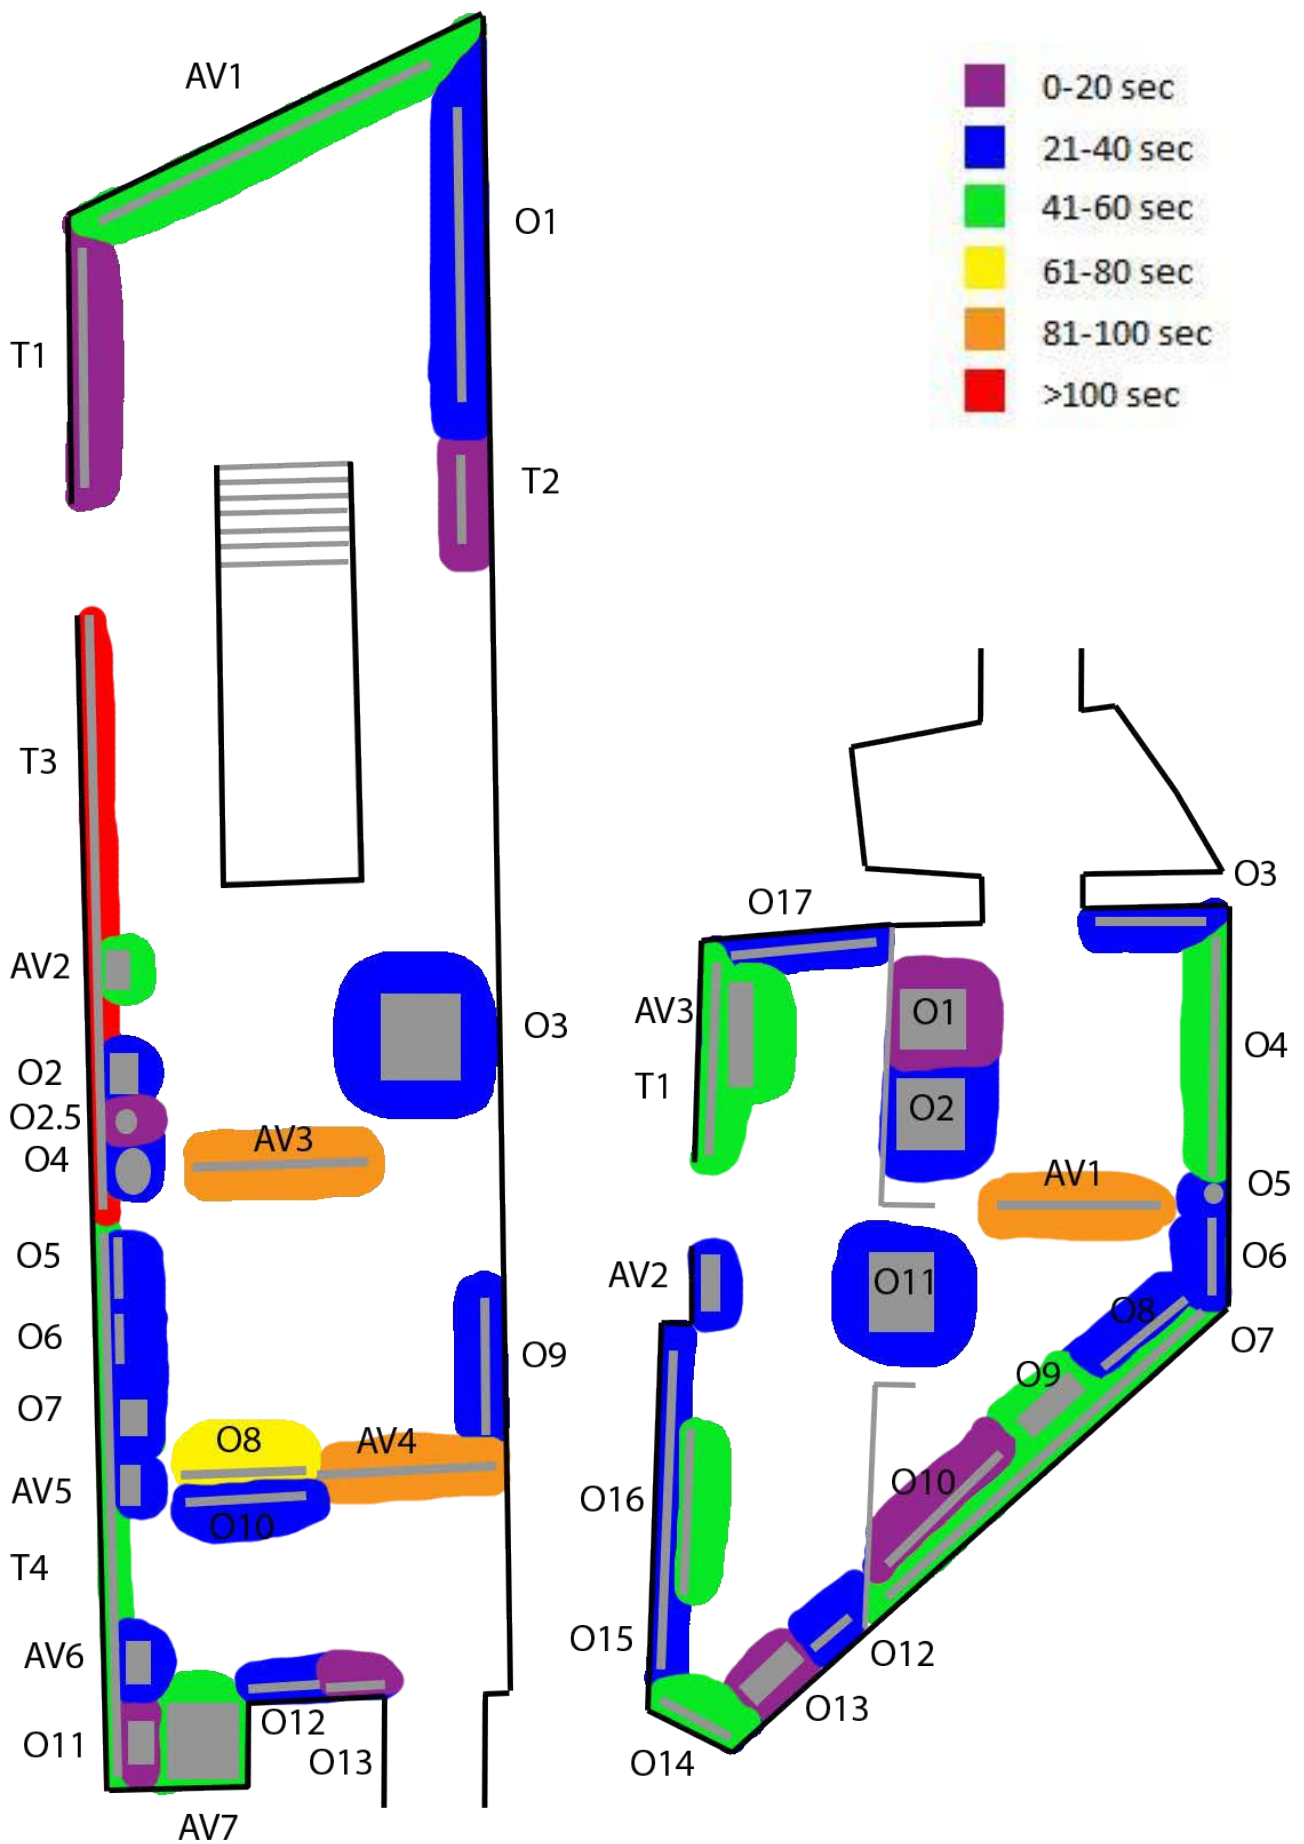 AV1
O1
T1
T2
T3
AV2
O2
O2.5
O4
O3
AV3
O5
O6
O7
O9
O8
AV4
AV5
O10
T4
AV6
O11
O12
O13
AV7
0-20 sec
21-40 sec
41-60 sec
61-80 sec
81-100 sec
>100 sec
O3
O17
AV3
O1
O4
T1
O2
AV1
O5
AV2
O11
O6
O8
O7
O9
O10
O16
O15
O12
O13
O14